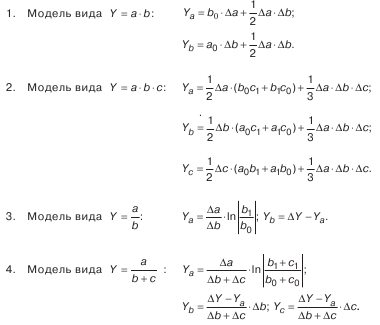 1. Модель вида Y = a · b: Y_a = b_0 · Δa + 1/2 Δa · Δb;
Y_b = a_0 · Δb + 1/2 Δa · Δb.
2. Модель вида Y = a · b · c: Y_a = 1/2 Δa · (b_0c_1 + b_1c_0) + 1/3 Δa · Δb · Δc;
Y_b = 1/2 Δb · (a_0c_1 + a_1c_0) + 1/3 Δa · Δb · Δc;
Y_c = 1/2 Δc · (a_0b_1 + a_1b_0) + 1/3 Δa · Δb · Δc.
3. Модель вида Y = a/b: Y_a = Δa/Δb · ln|b_1/b_0|; Y_b = ΔY – Y_a.
4. Модель вида Y = a/(b + c) : Y_a = Δa/(Δb + Δc) · ln|(b_1 + c_1)/(b_0 + c_0)|;
Y_b = (ΔY – Y_a)/(Δb + Δc) · Δb; Y_c = (ΔY – Y_a)/(Δb + Δc) · Δc.